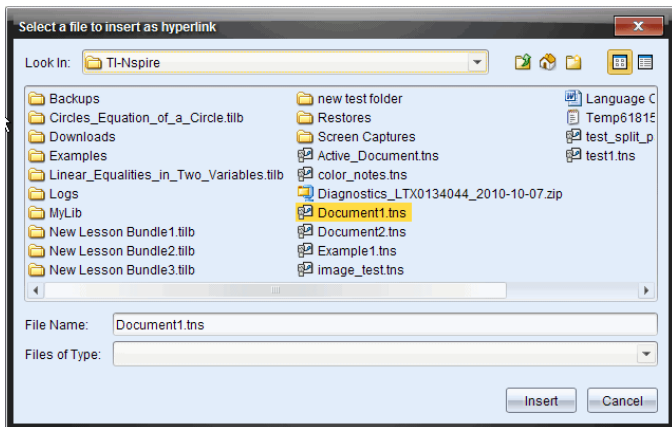 Select a file to insert as hyperlink
Look In: TI-Nspire
Backups
Circles_Equation_of_a_Circle.tilb
Downloads
Examples
Linear_Equalities_in_Two_Variables.tilb
Logs
MyLib
New Lesson Bundle1.tilb
New Lesson Bundle2.tilb
New Lesson Bundle3.tilb
new test folder
Restores
Screen Captures
Active_Document.tns
color_notes.tns
Diagnostics_LTX0134044_2010-10-07.zip
Document1.tns
Document2.tns
Example1.tns
image_test.tns
Language C
Temp61815
test_split_p
test1.tns
File Name: Document1.tns
Files of Type:
Insert Cancel